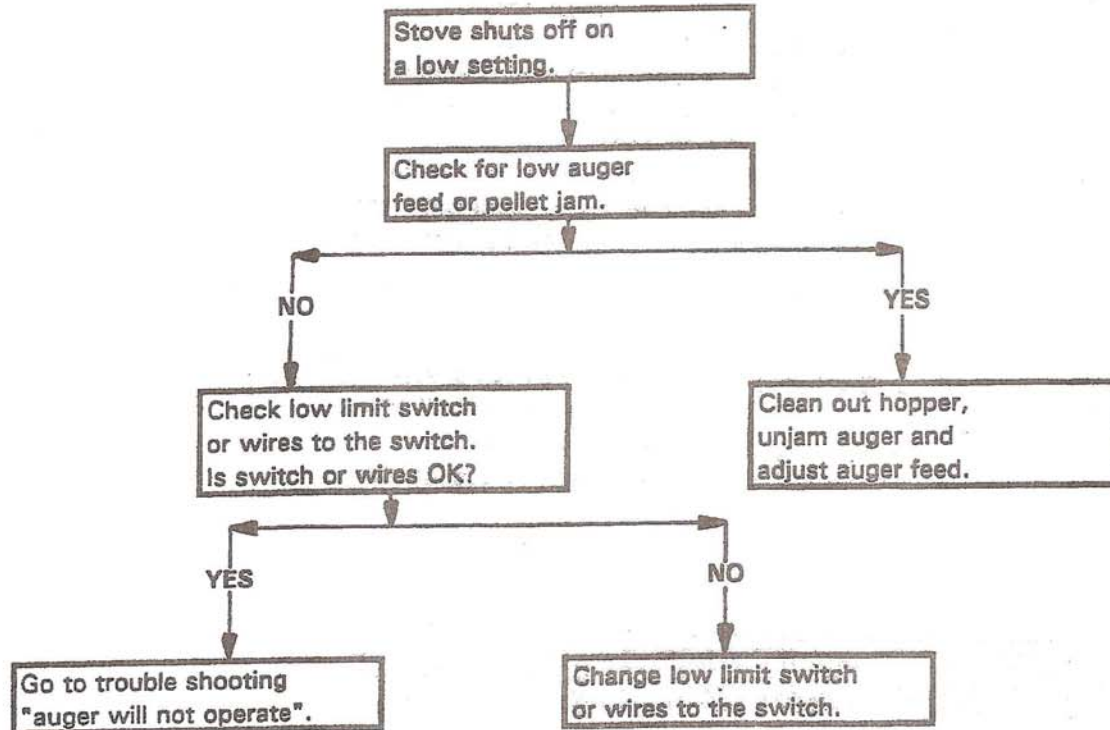 Stove shuts off on
a low setting.
Check for low auger
feed or pellet jam.
NO
YES
Check low limit switch
or wires to the switch.
Is switch or wires OK?
Clean out hopper,
unjam auger and
adjust auger feed.
YES
NO
Go to trouble shooting
"auger will not operate".
Change low limit switch
or wires to the switch.